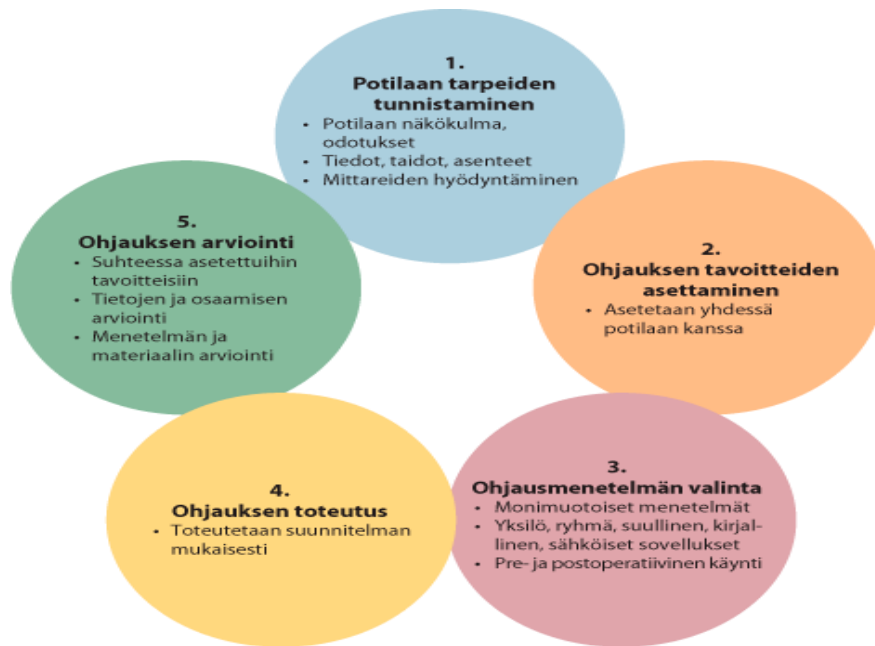 1.
Potilaan tarpeiden
tunnistaminen
• Potilaan näkökulma,
odotukset
• Tiedot, taidot, asenteet
• Mittareiden hyödyntäminen
2.
Ohjauksen tavoitteiden
asettaminen
• Asetetaan yhdessä
potilaan kanssa
3.
Ohjausmenetelmän valinta
• Monimuotoiset menetelmät
• Yksilö, ryhmä, suullinen, kirjal-
linen, sähköiset sovellukset
• Pre- ja postoperatiivinen käynti
4.
Ohjauksen toteutus
• Toteutetaan suunnitelman
mukaisesti
5.
Ohjauksen arviointi
• Suhteessa asetettuihin
tavoitteisiin
• Tietojen ja osaamisen
arviointi
• Menetelmän ja
materiaalin arviointi